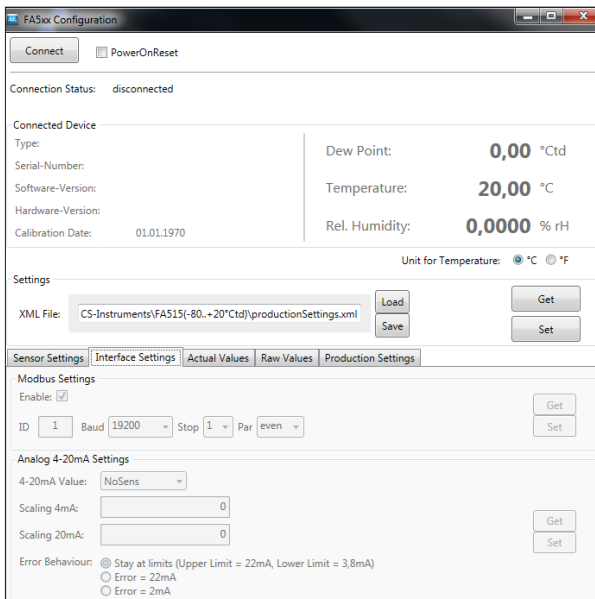 FA5xx Configuration
Connect PowerOnReset
Connection Status: disconnected
Connected Device
Type:
Serial-Number:
Software-Version:
Hardware-Version:
Calibration Date: 01.01.1970
Dew Point: 0,00 °Ctd
Temperature: 20,00 °C
Rel. Humidity: 0,0000 % rH
Unit for Temperature: °C °F
Settings
XML File: CS-Instruments\FA515(-80..+20°Ctd)\productionSettings.xml
Load
Save
Get
Set
Sensor Settings Interface Settings Actual Values Raw Values Production Settings
Modbus Settings
Enable:
ID 1 Baud 19200 Stop 1 Par even
Get
Set
Analog 4-20mA Settings
4-20mA Value: NoSens
Scaling 4mA: 0
Scaling 20mA: 0
Get
Set
Error Behaviour: Stay at limits (Upper Limit = 22mA, Lower Limit = 3,8mA)
Error = 22mA
Error = 2mA